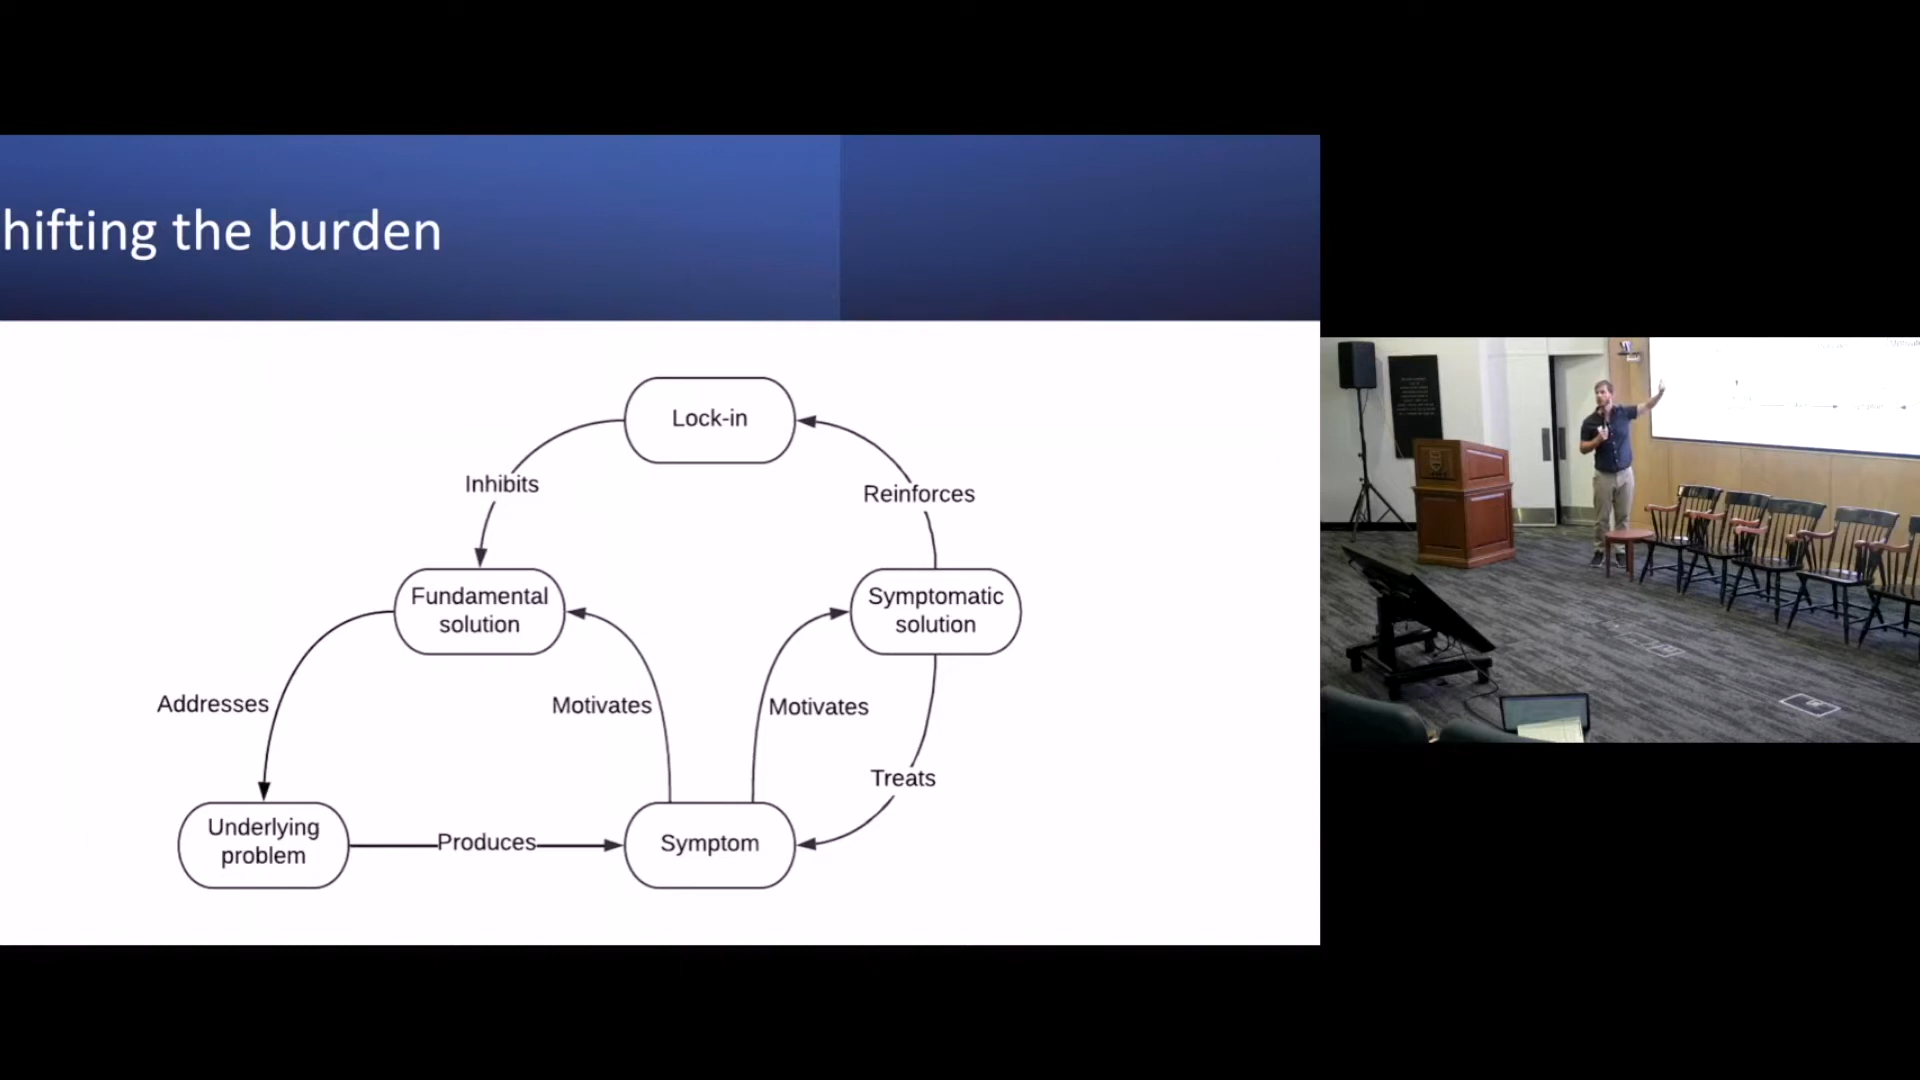 hifting the burden
Lock-in
Inhibits
Reinforces
Fundamental
solution
Symptomatic
solution
Addresses
Motivates
Motivates
Treats
Underlying
problem
Produces
Symptom